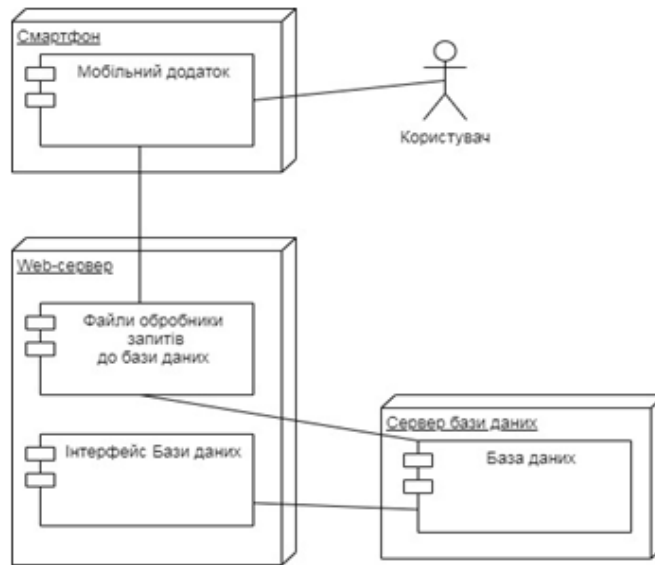 Смартфон
Мобільний додаток
Користувач
Web-сервер
Файли обробники
запитів
до бази даних
Інтерфейс Бази даних
Сервер бази даних
База даних